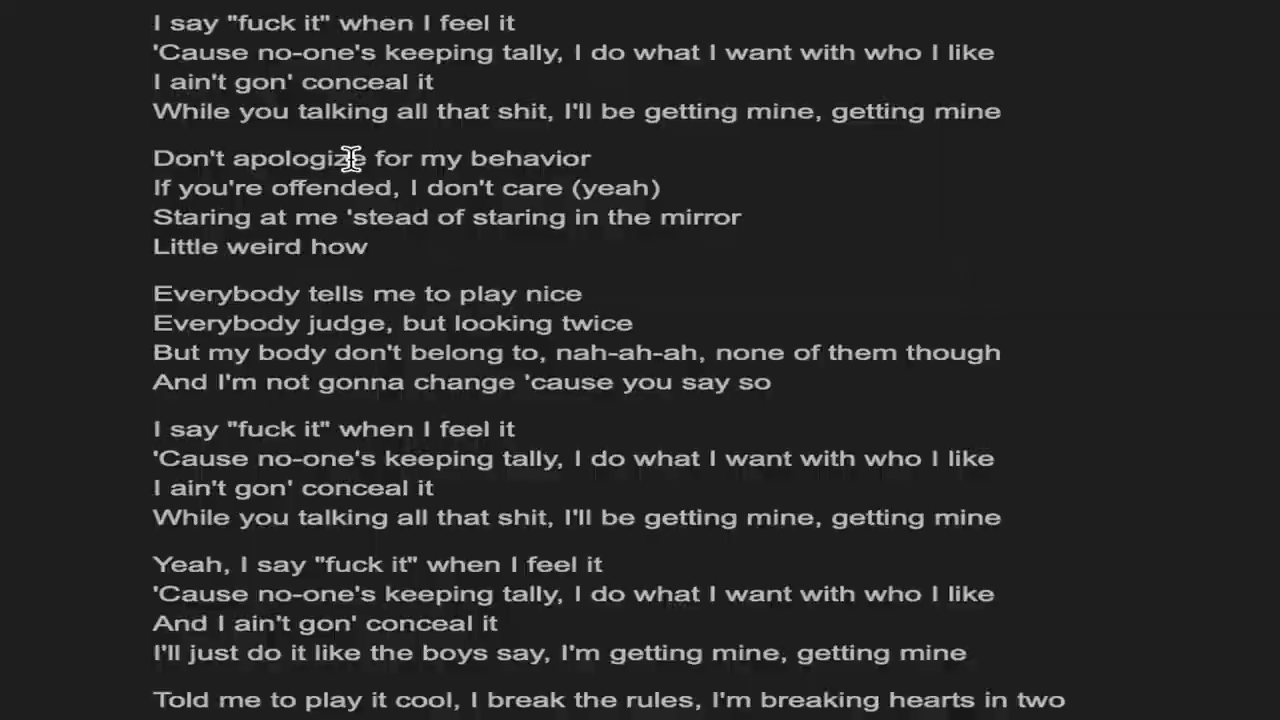 I say "fuck it" when I feel it
'Cause no-one's keeping tally, I do what I want with who I like
I ain't gon' conceal it
While you talking all that shit, I'll be getting mine, getting mine
Don't apologize for my behavior
If you're offended, I don't care (yeah)
Staring at me 'stead of staring in the mirror
Little weird how
Everybody tells me to play nice
Everybody judge, but looking twice
But my body don't belong to, nah-ah-ah, none of them though
And I'm not gonna change 'cause you say so
I say "fuck it" when I feel it
'Cause no-one's keeping tally, I do what I want with who I like
I ain't gon' conceal it
While you talking all that shit, I'll be getting mine, getting mine
Yeah, I say "fuck it" when I feel it
'Cause no-one's keeping tally, I do what I want with who I like
And I ain't gon' conceal it
I'll just do it like the boys say, I'm getting mine, getting mine
Told me to play it cool, I break the rules, I'm breaking hearts in two